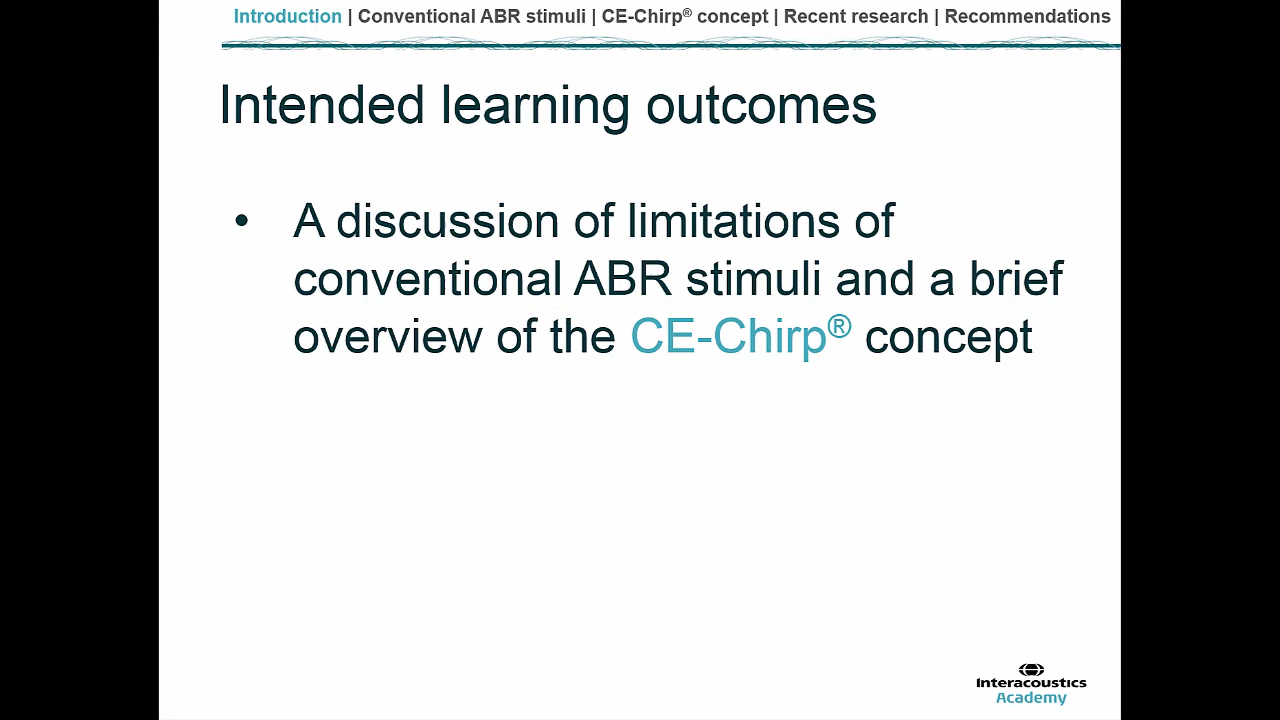 Introduction | Conventional ABR stimuli | CE-Chirp® concept | Recent research | Recommendations
Intended learning outcomes
• A discussion of limitations of
conventional ABR stimuli and a brief
overview of the CE-Chirp® concept
Interacoustics
Academy